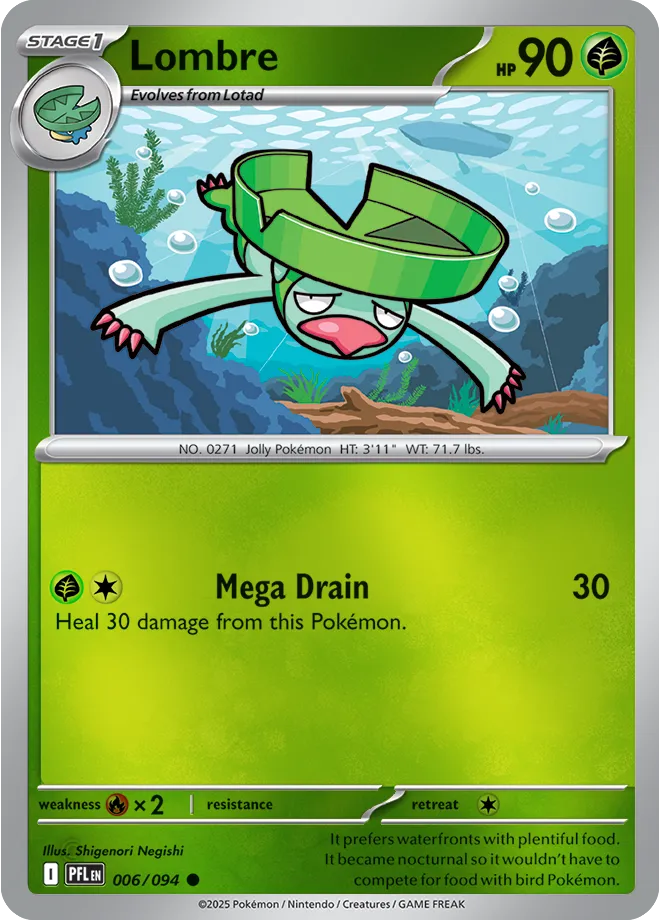 STAGE 1
Lombre
HP 90
Evolves from Lotad
NO. 0271 Jolly Pokémon HT: 3'11" WT: 71.7 lbs.
Mega Drain 30
Heal 30 damage from this Pokémon.
weakness ×2 resistance retreat
Illus. Shigenori Negishi
I PFL EN 006/094
It prefers waterfronts with plentiful food.
It became nocturnal so it wouldn't have to
compete for food with bird Pokémon.
©2025 Pokémon / Nintendo / Creatures / GAME FREAK